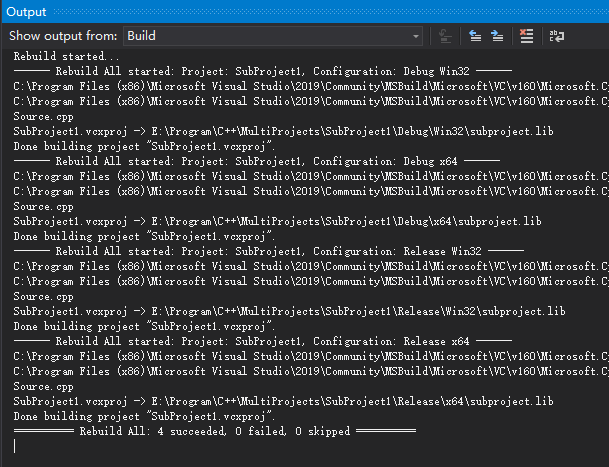 Output
Show output from: Build
Rebuild started...
------ Rebuild All started: Project: SubProject1, Configuration: Debug Win32 ------
C:\Program Files (x86)\Microsoft Visual Studio\2019\Community\MSBuild\Microsoft\VC\v160\Microsoft.Cp
C:\Program Files (x86)\Microsoft Visual Studio\2019\Community\MSBuild\Microsoft\VC\v160\Microsoft.Cp
Source.cpp
SubProject1.vcxproj -> E:\Program\C++\MultiProjects\SubProject1\Debug\Win32\subproject.lib
Done building project "SubProject1.vcxproj".
------ Rebuild All started: Project: SubProject1, Configuration: Debug x64 ------
C:\Program Files (x86)\Microsoft Visual Studio\2019\Community\MSBuild\Microsoft\VC\v160\Microsoft.Cp
C:\Program Files (x86)\Microsoft Visual Studio\2019\Community\MSBuild\Microsoft\VC\v160\Microsoft.Cp
Source.cpp
SubProject1.vcxproj -> E:\Program\C++\MultiProjects\SubProject1\Debug\x64\subproject.lib
Done building project "SubProject1.vcxproj".
------ Rebuild All started: Project: SubProject1, Configuration: Release Win32 ------
C:\Program Files (x86)\Microsoft Visual Studio\2019\Community\MSBuild\Microsoft\VC\v160\Microsoft.Cp
C:\Program Files (x86)\Microsoft Visual Studio\2019\Community\MSBuild\Microsoft\VC\v160\Microsoft.Cp
Source.cpp
SubProject1.vcxproj -> E:\Program\C++\MultiProjects\SubProject1\Release\Win32\subproject.lib
Done building project "SubProject1.vcxproj".
------ Rebuild All started: Project: SubProject1, Configuration: Release x64 ------
C:\Program Files (x86)\Microsoft Visual Studio\2019\Community\MSBuild\Microsoft\VC\v160\Microsoft.Cp
C:\Program Files (x86)\Microsoft Visual Studio\2019\Community\MSBuild\Microsoft\VC\v160\Microsoft.Cp
Source.cpp
SubProject1.vcxproj -> E:\Program\C++\MultiProjects\SubProject1\Release\x64\subproject.lib
Done building project "SubProject1.vcxproj".
========== Rebuild All: 4 succeeded, 0 failed, 0 skipped ==========